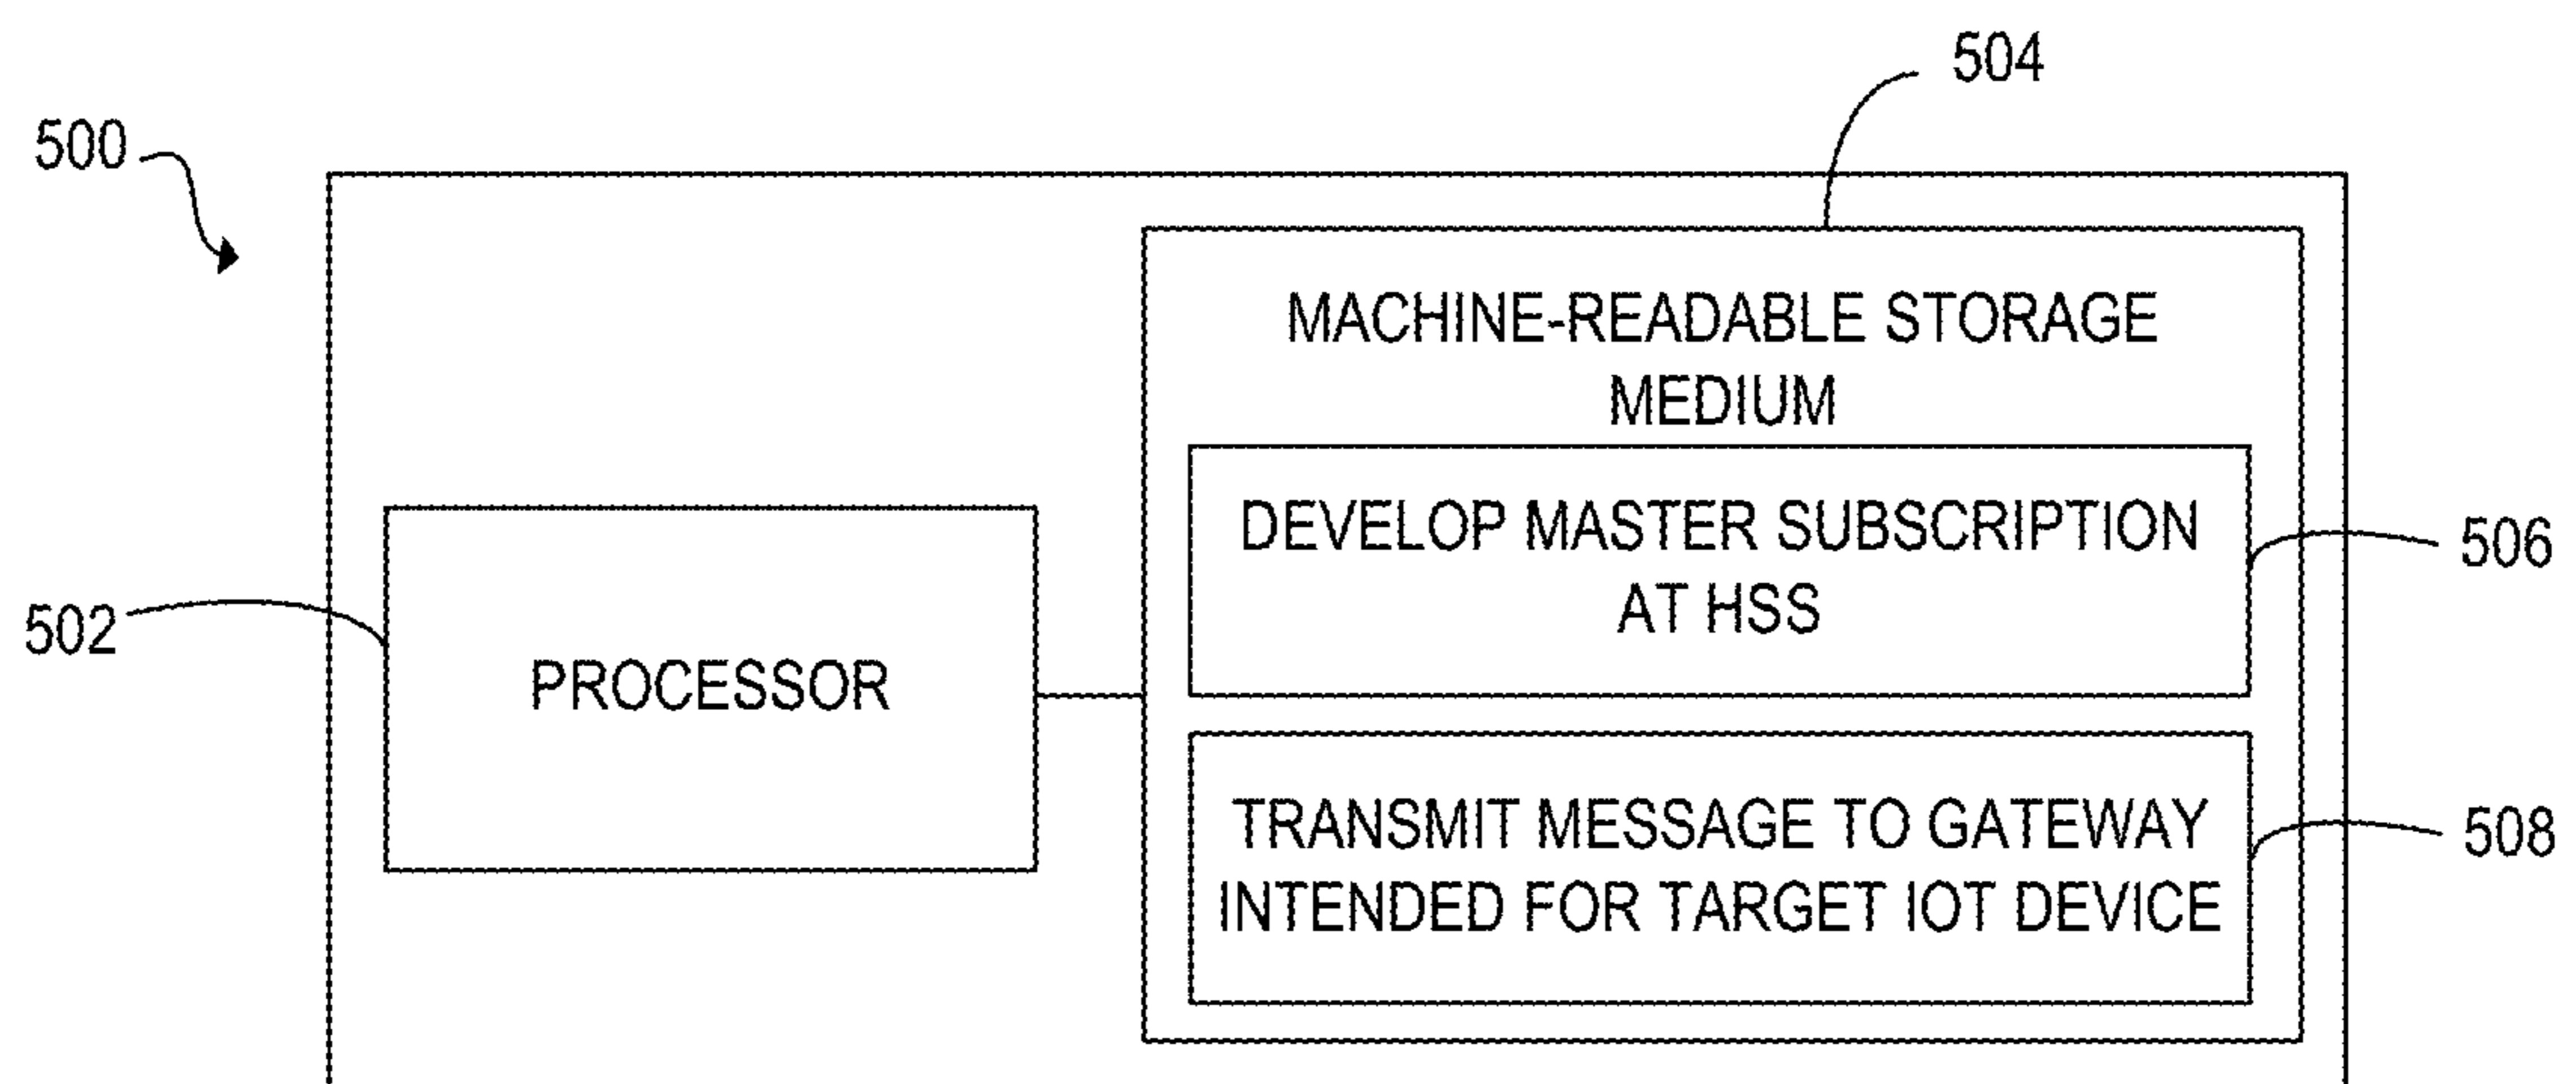 504
500
MACHINE-READABLE STORAGE
MEDIUM
DEVELOP MASTER SUBSCRIPTION
AT HSS
506
502
PROCESSOR
TRANSMIT MESSAGE TO GATEWAY
INTENDED FOR TARGET IOT DEVICE
508